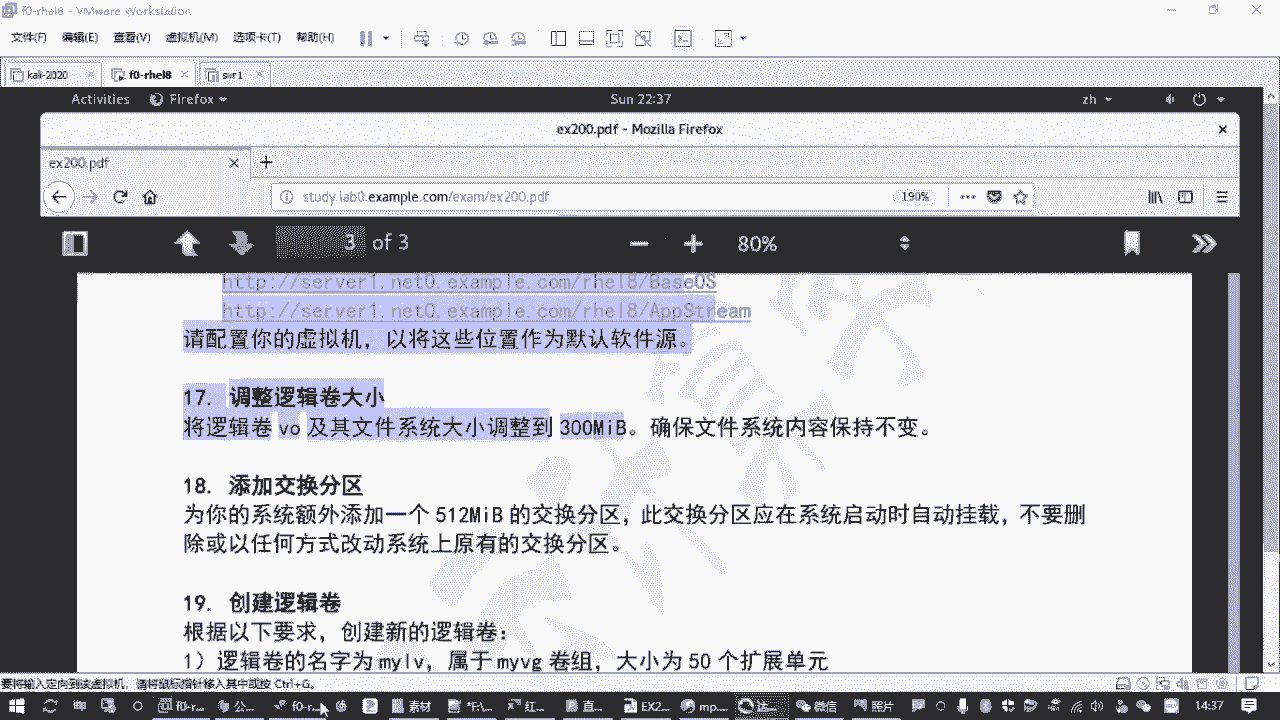 f0-rhel8 - VMware Workstation
文件(F) 编辑(E) 查看(V) 虚拟机(M) 选项卡(T) 帮助(H)
kali-2020 f0-rhel8 svr1
Activities Firefox Sun 22:37 zh
ex200.pdf - Mozilla Firefox
ex200.pdf
study.lab0.example.com/exam/ex200.pdf 190%
3 of 3 80%
http://server1.net0.example.com/rhel8/BaseOS
http://server1.net0.example.com/rhel8/AppStream
请配置你的虚拟机，以将这些位置作为默认软件源。
17. 调整逻辑卷大小
将逻辑卷 vo 及其文件系统大小调整到 300MiB。确保文件系统内容保持不变。
18. 添加交换分区
为你的系统额外添加一个 512MiB 的交换分区，此交换分区应在系统启动时自动挂载，不要删
除或以任何方式改动系统上原有的交换分区。
19. 创建逻辑卷
根据以下要求，创建新的逻辑卷：
1）逻辑卷的名字为 mylv，属于 myvg 卷组，大小为 50 个扩展单元
要将输入定向到该虚拟机，请将鼠标指针移入其中或按 Ctrl+G。
f0-r... 公... f0-r... 素材 红... 直... EX2... mp... 微信 照片 14:37